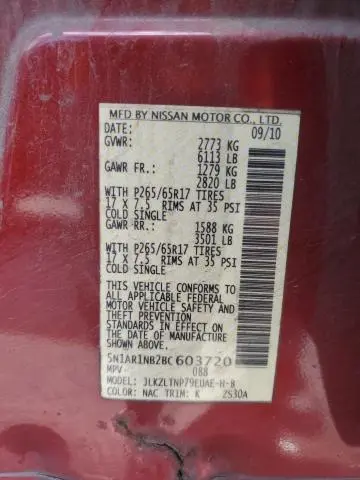 MFD BY NISSAN MOTOR CO., LTD.
DATE: 09/10
GVWR: 2773 KG
6113 LB
GAWR FR.: 1279 KG
2820 LB
WITH P265/65R17 TIRES
17 X 7.5 RIMS AT 35 PSI
COLD SINGLE
GAWR RR.: 1588 KG
3501 LB
WITH P265/65R17 TIRES
17 X 7.5 RIMS AT 35 PSI
COLD SINGLE
THIS VEHICLE CONFORMS TO ALL
APPLICABLE FEDERAL MOTOR
VEHICLE SAFETY, BUMPER AND
THEFT PREVENTION STANDARDS
IN EFFECT ON THE DATE OF
MANUFACTURE SHOWN ABOVE
5N1AR1NB2BC 603720
MPV 088
MODEL: JLKZLTNP79EUAE-H-B
COLOR: NAC TRIM: K ZS30A